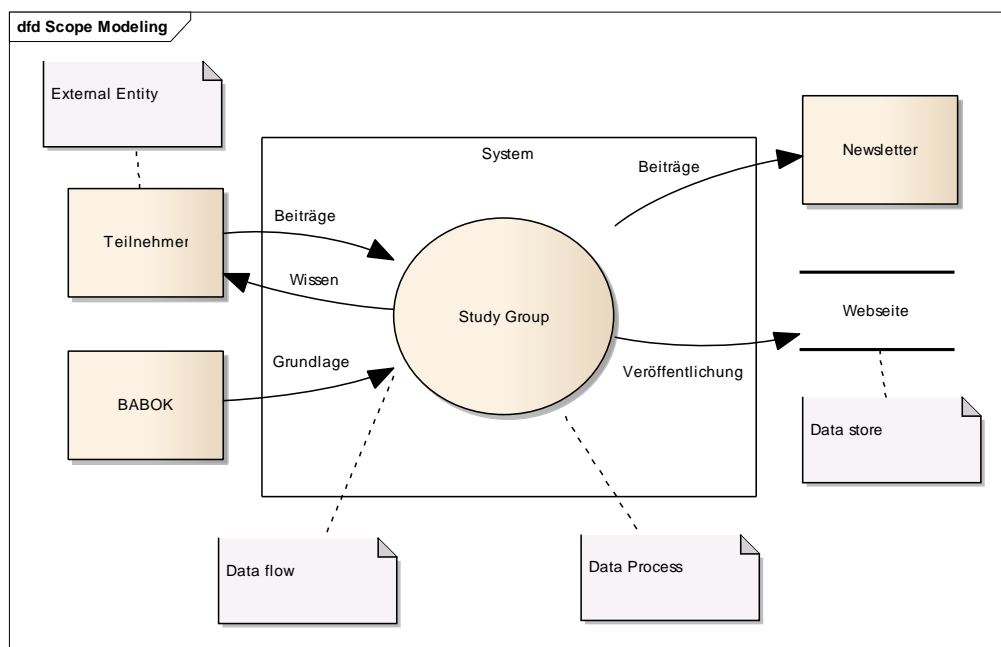 dfd Scope Modeling
External Entity
System
Newsletter
Beiträge
Teilnehmer
Beiträge
Wissen
Study Group
Webseite
Grundlage
Veröffentlichung
BABOK
Data store
Data flow
Data Process